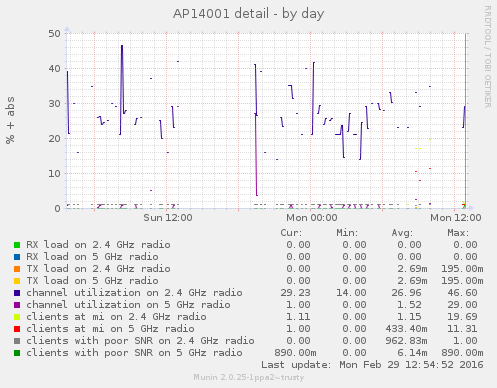 AP14001 detail - by day
RRDTOOL / TOBI OETIKER
% + abs
50
40
30
20
10
0
Sun 12:00 Mon 00:00 Mon 12:00
Cur: Min: Avg: Max:
RX load on 2.4 GHz radio 0.00 0.00 0.00 0.00
RX load on 5 GHz radio 0.00 0.00 0.00 0.00
TX load on 2.4 GHz radio 0.00 0.00 2.69m 195.00m
TX load on 5 GHz radio 0.00 0.00 2.69m 195.00m
channel utilization on 2.4 GHz radio 29.23 14.00 26.96 46.60
channel utilization on 5 GHz radio 1.00 0.00 1.52 29.00
clients at mi on 2.4 GHz radio 1.11 0.00 1.15 19.69
clients at mi on 5 GHz radio 1.00 0.00 433.40m 11.31
clients with poor SNR on 2.4 GHz radio 0.00 0.00 962.83m 1.00
clients with poor SNR on 5 GHz radio 890.00m 0.00 6.14m 890.00m
Last update: Mon Feb 29 12:54:52 2016
Munin 2.0.25-1ppa2~trusty